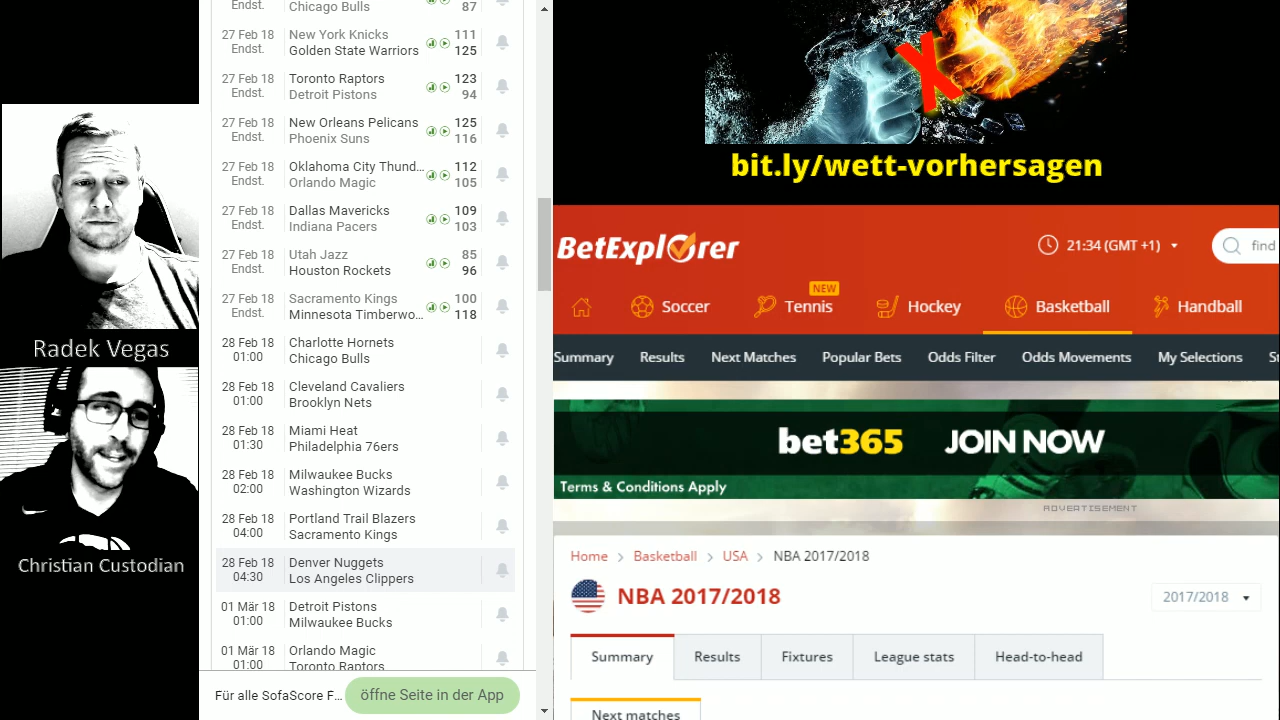 Endst.
Chicago Bulls
87
27 Feb 18
Endst.
New York Knicks
111
Golden State Warriors
125
27 Feb 18
Endst.
Toronto Raptors
123
Detroit Pistons
94
27 Feb 18
Endst.
New Orleans Pelicans
125
Phoenix Suns
116
27 Feb 18
Endst.
Oklahoma City Thund...
112
Orlando Magic
105
27 Feb 18
Endst.
Dallas Mavericks
109
Indiana Pacers
103
27 Feb 18
Endst.
Utah Jazz
85
Houston Rockets
96
27 Feb 18
Endst.
Sacramento Kings
100
Minnesota Timberwo...
118
28 Feb 18
01:00
Charlotte Hornets
Chicago Bulls
28 Feb 18
01:00
Cleveland Cavaliers
Brooklyn Nets
28 Feb 18
01:30
Miami Heat
Philadelphia 76ers
28 Feb 18
02:00
Milwaukee Bucks
Washington Wizards
28 Feb 18
04:00
Portland Trail Blazers
Sacramento Kings
28 Feb 18
04:30
Denver Nuggets
Los Angeles Clippers
01 Mär 18
01:00
Detroit Pistons
Milwaukee Bucks
01 Mär 18
01:00
Orlando Magic
Toronto Raptors
Für alle SofaScore F...
öffne Seite in der App
Radek Vegas
Christian Custodian
X
bit.ly/wett-vorhersagen
BetExplorer
21:34 (GMT +1)
find
NEW
Soccer Tennis Hockey Basketball Handball
Summary Results Next Matches Popular Bets Odds Filter Odds Movements My Selections
bet365 JOIN NOW
Terms & Conditions Apply
ADVERTISEMENT
Home > Basketball > USA > NBA 2017/2018
NBA 2017/2018
2017/2018
Summary Results Fixtures League stats Head-to-head
Next matches